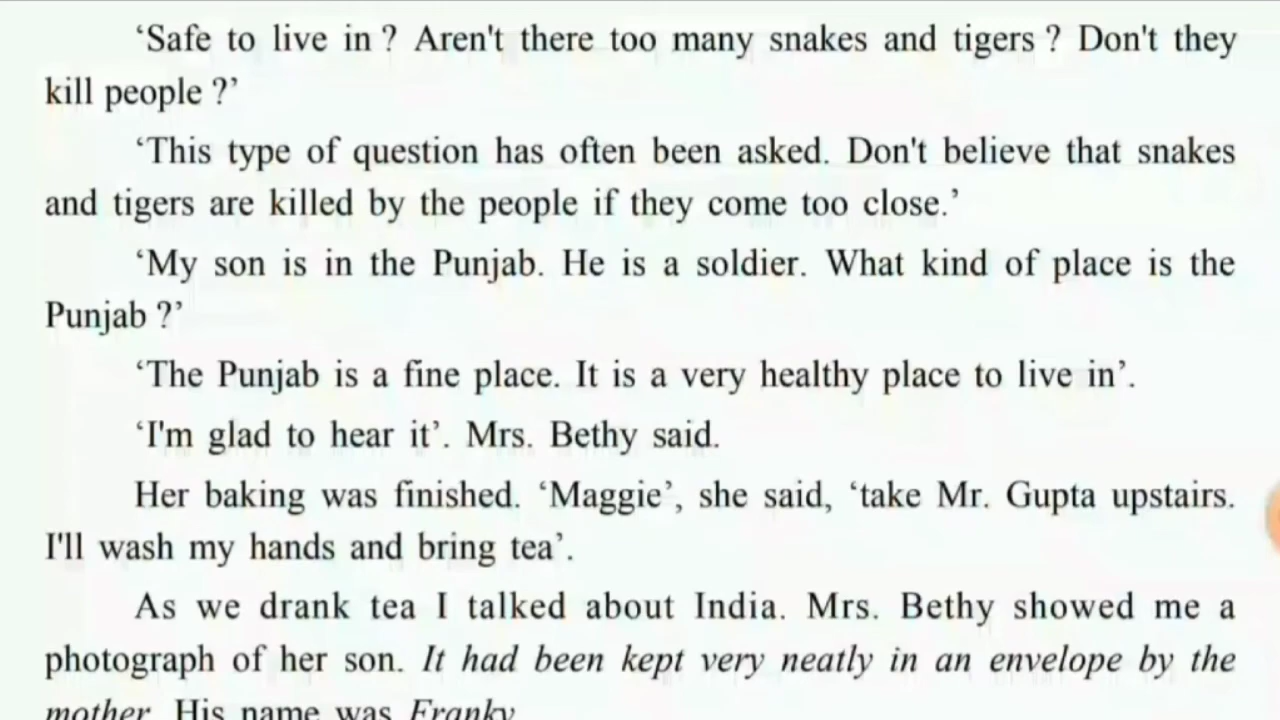 ‘Safe to live in ? Aren't there too many snakes and tigers ? Don't they
kill people ?’
‘This type of question has often been asked. Don't believe that snakes
and tigers are killed by the people if they come too close.’
‘My son is in the Punjab. He is a soldier. What kind of place is the
Punjab ?’
‘The Punjab is a fine place. It is a very healthy place to live in’.
‘I'm glad to hear it’. Mrs. Bethy said.
Her baking was finished. ‘Maggie’, she said, ‘take Mr. Gupta upstairs.
I'll wash my hands and bring tea’.
As we drank tea I talked about India. Mrs. Bethy showed me a
photograph of her son. It had been kept very neatly in an envelope by the
mother. His name was Franky